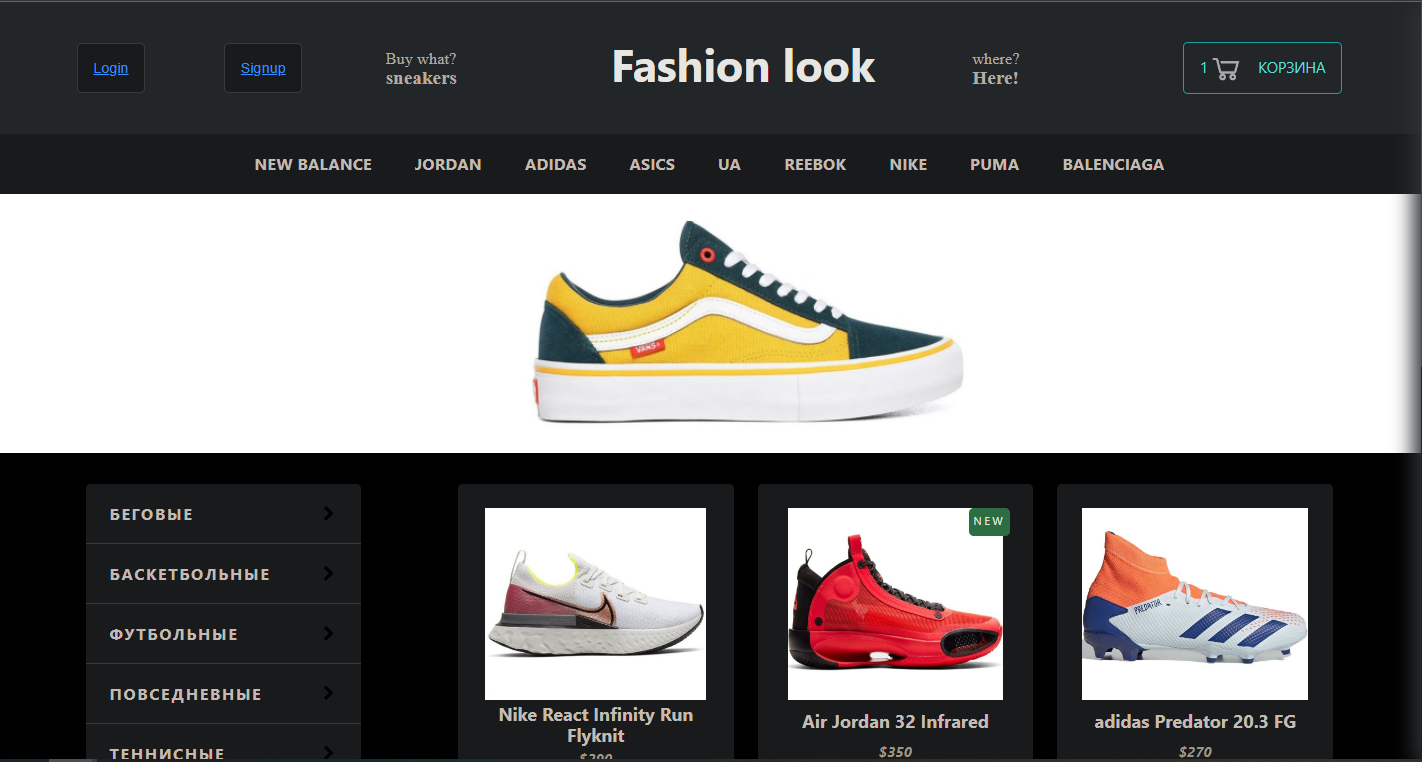 Login
Signup
Buy what?
sneakers
Fashion look
where?
Here!
1 КОРЗИНА
NEW BALANCE JORDAN ADIDAS ASICS UA REEBOK NIKE PUMA BALENCIAGA
VANS
БЕГОВЫЕ
БАСКЕТБОЛЬНЫЕ
ФУТБОЛЬНЫЕ
ПОВСЕДНЕВНЫЕ
ТЕННИСНЫЕ
Nike React Infinity Run
Flyknit
NEW
Air Jordan 32 Infrared
$350
PREDATOR
adidas Predator 20.3 FG
$270